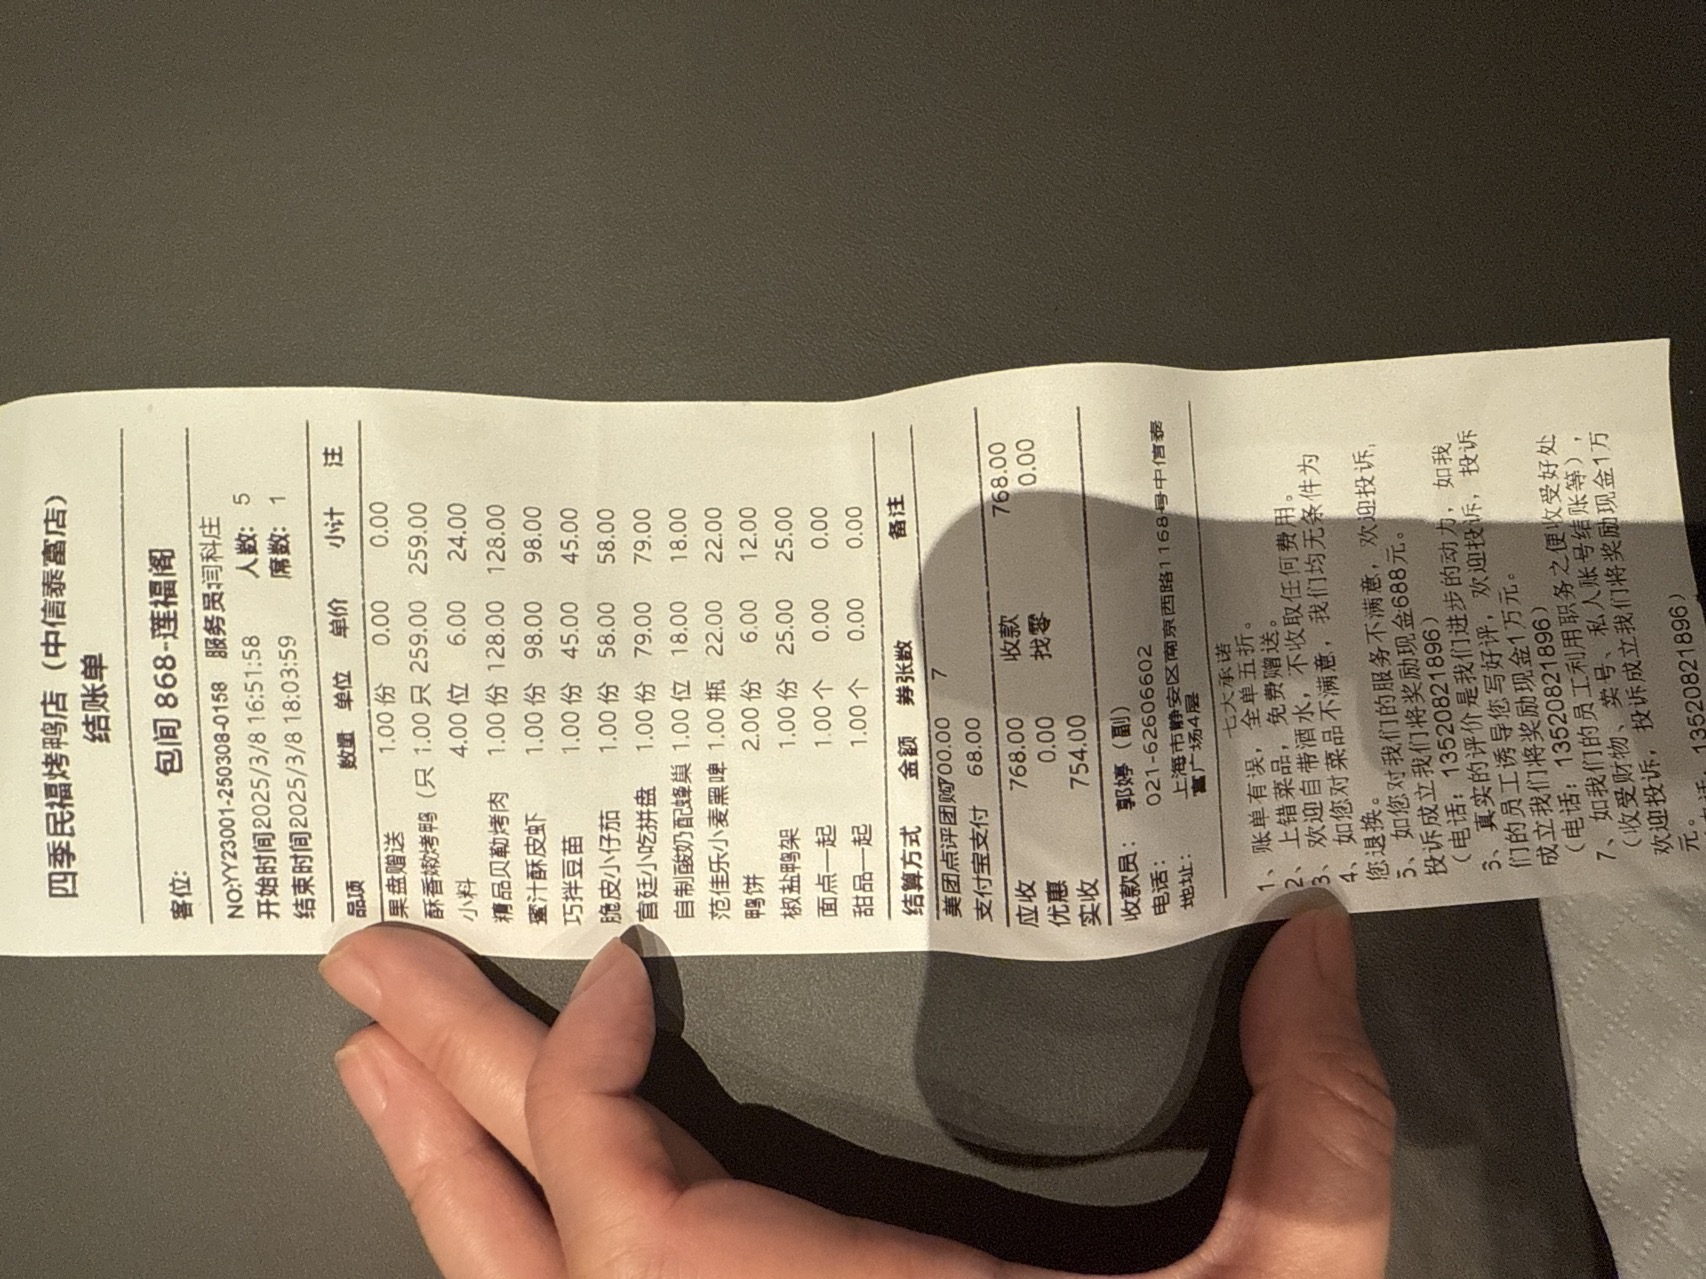 四季民福烤鸭店（中信泰富店）
结账单
包间 868-莲福阁
客位:
NO:YY23001-250308-0158 服务员:闫科庄
开始时间2025/3/8 16:51:58 人数: 5
结束时间2025/3/8 18:03:59 席数: 1
品项 数量 单位 单价 小计 注
果盘赠送 1.00 份 0.00 0.00
酥香嫩烤鸭（只 1.00 只 259.00 259.00
小料 4.00 位 6.00 24.00
精品贝勒烤肉 1.00 份 128.00 128.00
蜜汁酥皮虾 1.00 份 98.00 98.00
巧拌豆苗 1.00 份 45.00 45.00
脆皮小仔茄 1.00 份 58.00 58.00
宫廷小吃拼盘 1.00 份 79.00 79.00
自制酸奶配蜂巢 1.00 位 18.00 18.00
范佳乐小麦黑啤 1.00 瓶 22.00 22.00
鸭饼 2.00 份 6.00 12.00
椒盐鸭架 1.00 份 25.00 25.00
面点一起 1.00 个 0.00 0.00
甜品一起 1.00 个 0.00 0.00
结算方式 金额 券张数 备注
美团点评团购700.00 7
支付宝支付 68.00
应收 768.00 收款 768.00
优惠 0.00 找零 0.00
实收 754.00
收款员: 郭婷（副）
电话: 021-62606602
地址: 上海市静安区南京西路1168号中信泰
富广场4层
七大承诺
1、账单有误，全单五折。
2、上错菜品，免费赠送。
3、欢迎自带酒水，不收取任何费用。
4、如您对菜品不满意，我们均无条件为
您退换。
5、如您对我们的服务不满意，欢迎投诉，
投诉成立我们将奖励现金688元。
（电话：13520821896）
3、真实的评价是我们进步的动力，如我
们的员工诱导您写好评，欢迎投诉，投诉
成立我们将奖励现金1万元。
（电话：13520821896）
7、如我们的员工利用职务之便收受好处
（收受财物、卖号、私人账号结账等），
欢迎投诉，投诉成立我们将奖励现金1万
元。
13520821896）